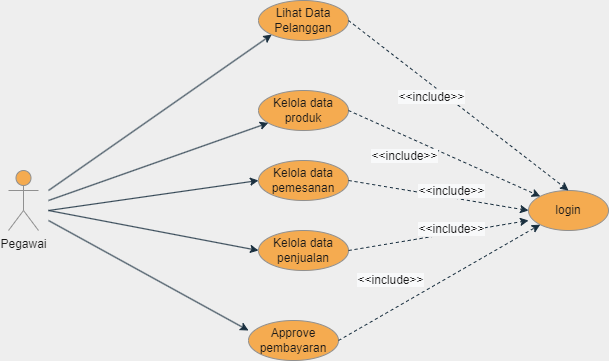 Lihat Data
Pelanggan
<<include>>
Kelola data
produk
<<include>>
Kelola data
pemesanan
<<include>>
login
Pegawai
Kelola data
penjualan
<<include>>
<<include>>
Approve
pembayaran